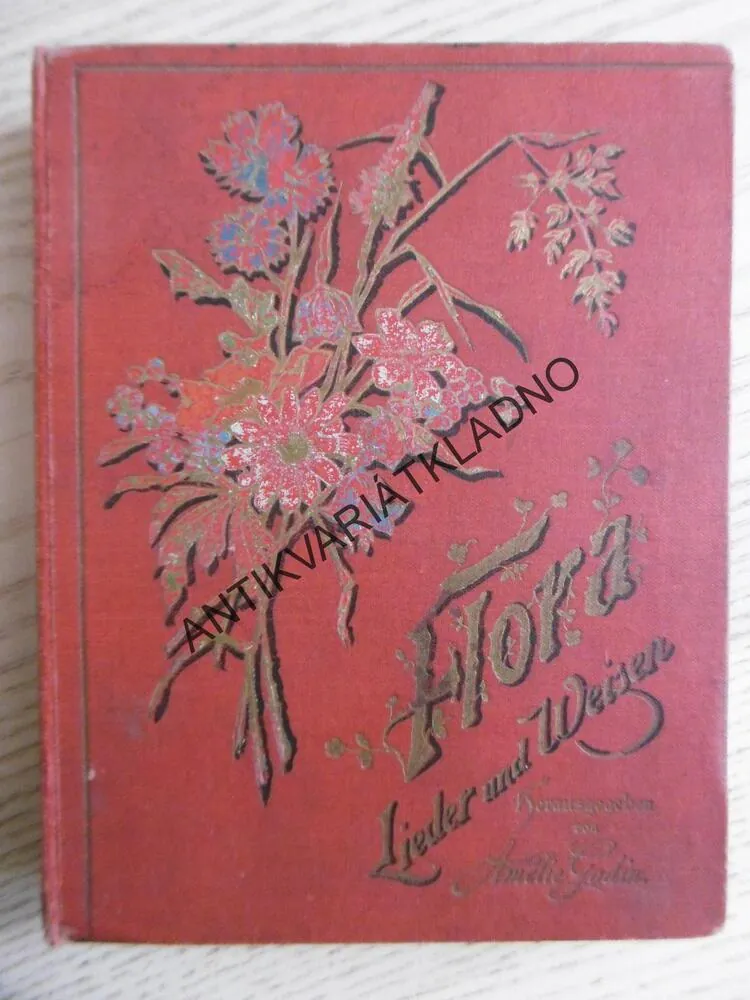 ANTIKVARIÁTKLADNO
Flora
Lieder und Weisen
Herausgegeben
von
Amélie Godin.